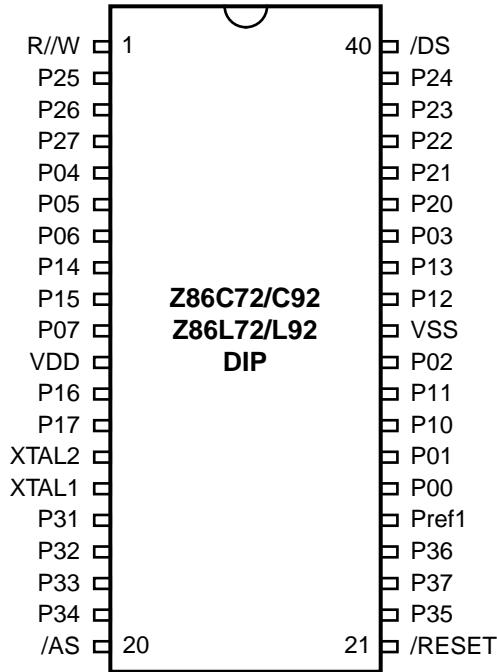 R//W 1 40 /DS
P25 P24
P26 P23
P27 P22
P04 P21
P05 P20
P06 P03
P14 P13
P15 Z86C72/C92 P12
P07 Z86L72/L92 VSS
VDD DIP P02
P16 P11
P17 P10
XTAL2 P01
XTAL1 P00
P31 Pref1
P32 P36
P33 P37
P34 P35
/AS 20 21 /RESET